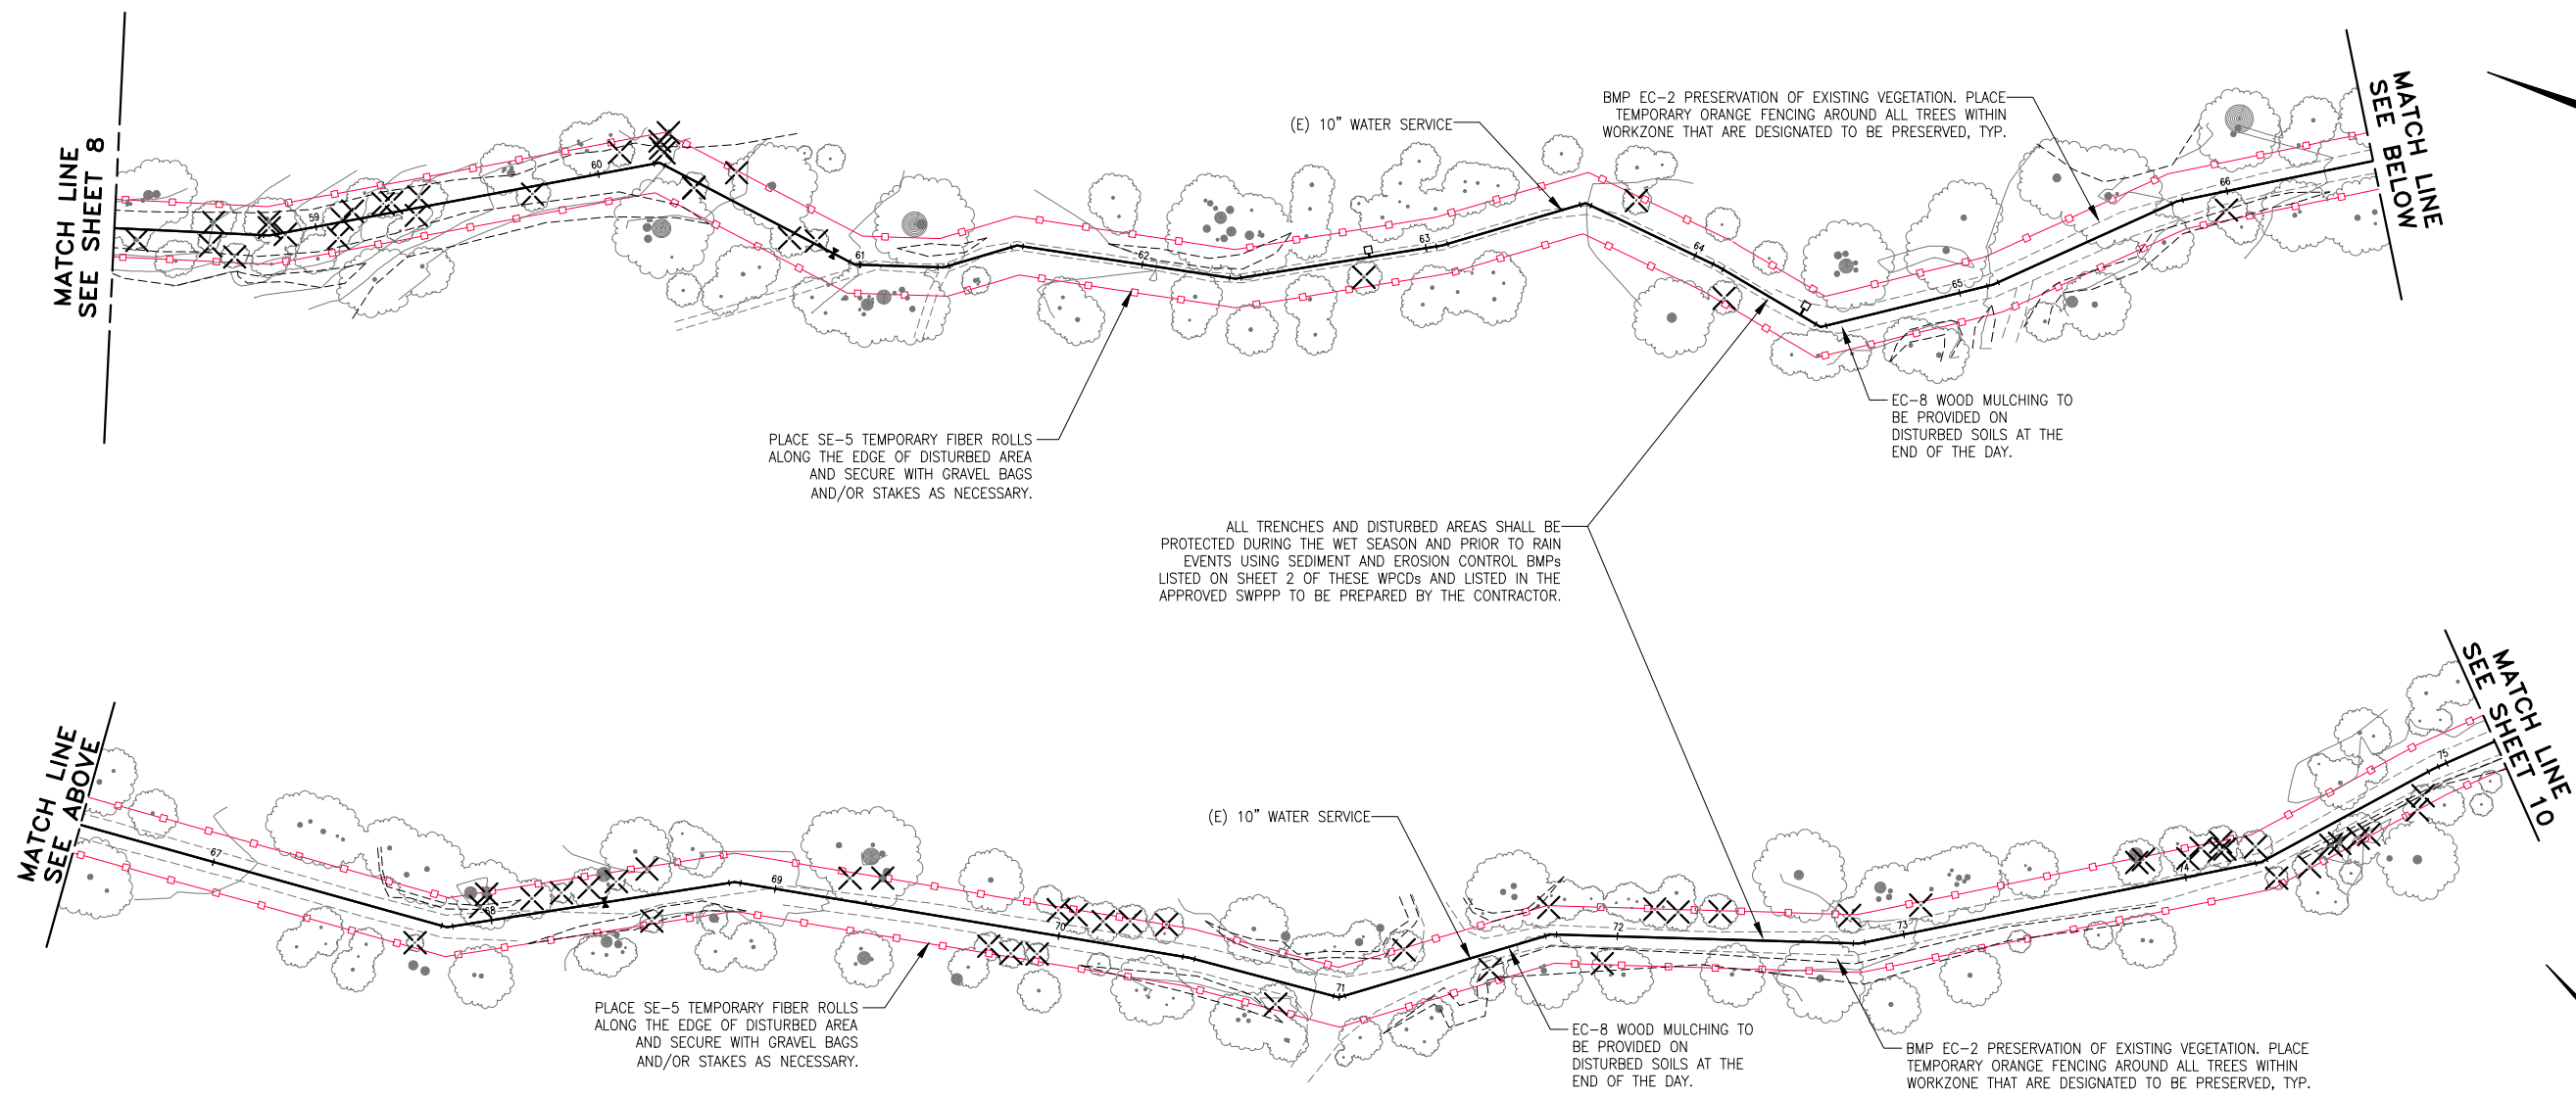 MATCH LINE
SEE SHEET 8
59
60
61
62
63
64
65
66
(E) 10" WATER SERVICE
BMP EC-2 PRESERVATION OF EXISTING VEGETATION. PLACE
TEMPORARY ORANGE FENCING AROUND ALL TREES WITHIN
WORKZONE THAT ARE DESIGNATED TO BE PRESERVED, TYP.
MATCH LINE
SEE BELOW
PLACE SE-5 TEMPORARY FIBER ROLLS
ALONG THE EDGE OF DISTURBED AREA
AND SECURE WITH GRAVEL BAGS
AND/OR STAKES AS NECESSARY.
EC-8 WOOD MULCHING TO
BE PROVIDED ON
DISTURBED SOILS AT THE
END OF THE DAY.
ALL TRENCHES AND DISTURBED AREAS SHALL BE
PROTECTED DURING THE WET SEASON AND PRIOR TO RAIN
EVENTS USING SEDIMENT AND EROSION CONTROL BMPs
LISTED ON SHEET 2 OF THESE WPCDs AND LISTED IN THE
APPROVED SWPPP TO BE PREPARED BY THE CONTRACTOR.
MATCH LINE
SEE ABOVE
67
68
69
70
71
72
73
74
75
(E) 10" WATER SERVICE
MATCH LINE
SEE SHEET 10
PLACE SE-5 TEMPORARY FIBER ROLLS
ALONG THE EDGE OF DISTURBED AREA
AND SECURE WITH GRAVEL BAGS
AND/OR STAKES AS NECESSARY.
EC-8 WOOD MULCHING TO
BE PROVIDED ON
DISTURBED SOILS AT THE
END OF THE DAY.
BMP EC-2 PRESERVATION OF EXISTING VEGETATION. PLACE
TEMPORARY ORANGE FENCING AROUND ALL TREES WITHIN
WORKZONE THAT ARE DESIGNATED TO BE PRESERVED, TYP.